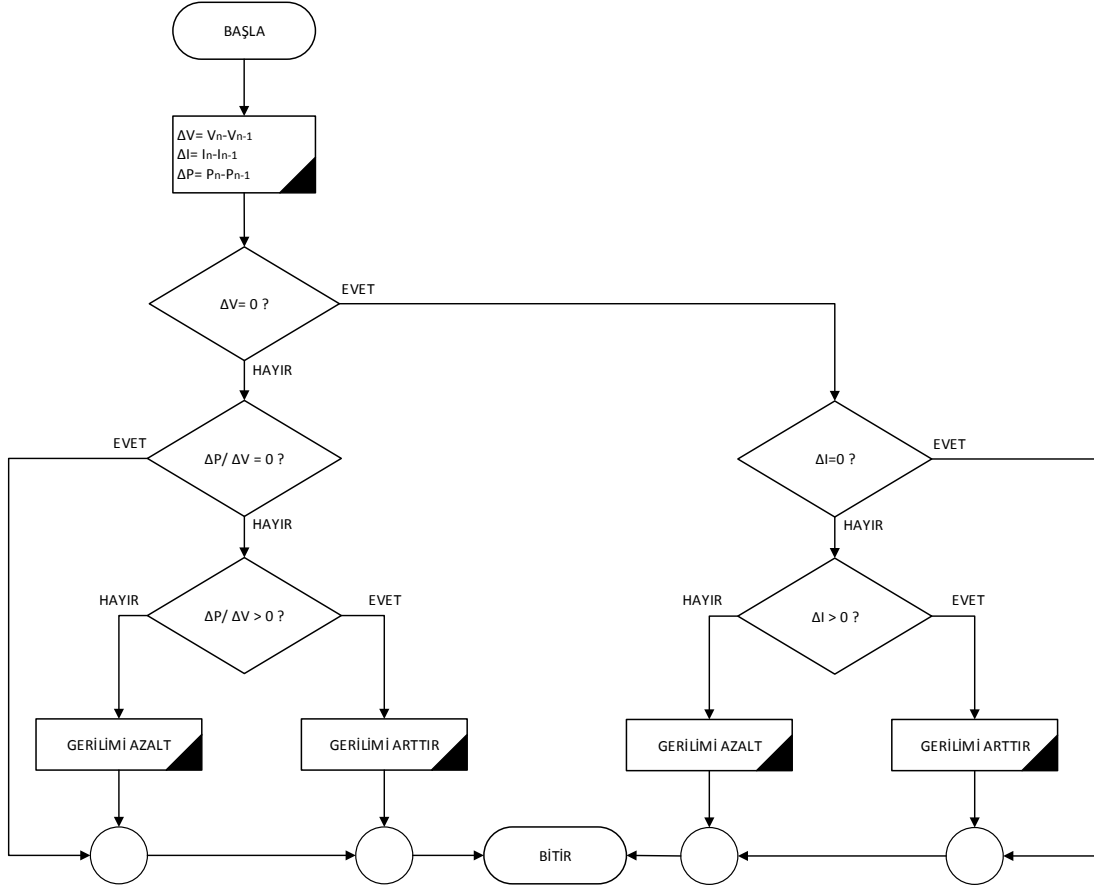 BAŞLA
ΔV= Vn-Vn-1
ΔI= In-In-1
ΔP= Pn-Pn-1
ΔV= 0 ?
EVET
HAYIR
EVET
ΔP/ ΔV = 0 ?
ΔI=0 ?
EVET
HAYIR
HAYIR
HAYIR
ΔP/ ΔV > 0 ?
EVET
HAYIR
ΔI > 0 ?
EVET
GERİLİMİ AZALT
GERİLİMİ ARTTIR
GERİLİMİ AZALT
GERİLİMİ ARTTIR
BİTİR